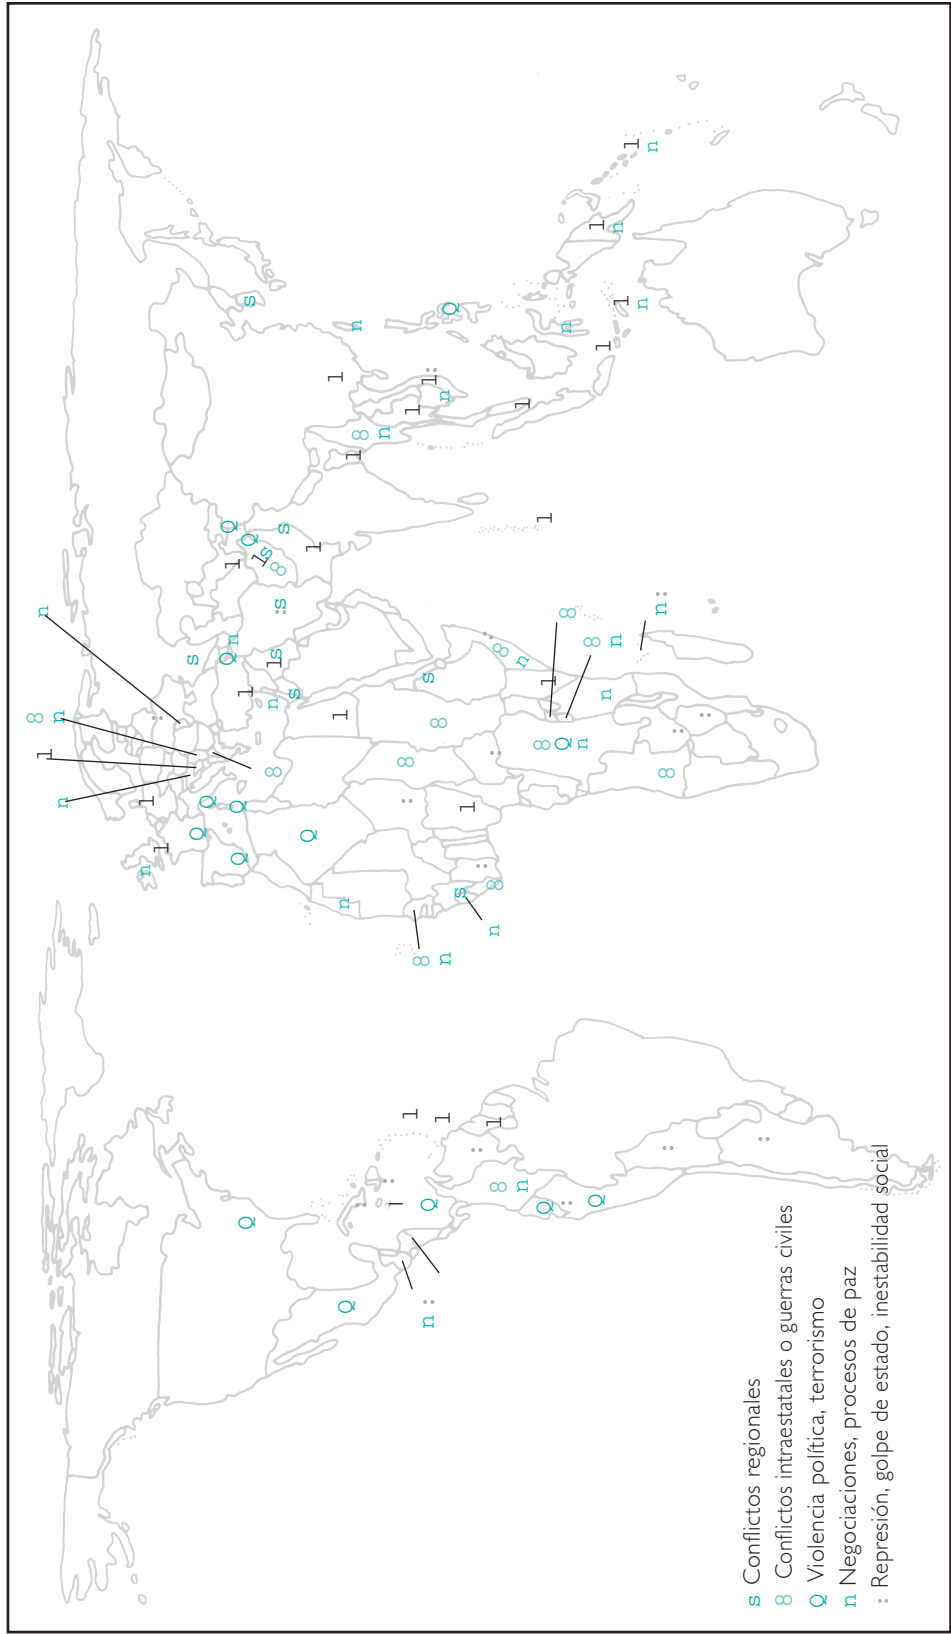 s Conflictos regionales
8 Conflictos intraestatales o guerras civiles
Q Violencia política, terrorismo
n Negociaciones, procesos de paz
: Represión, golpe de estado, inestabilidad social